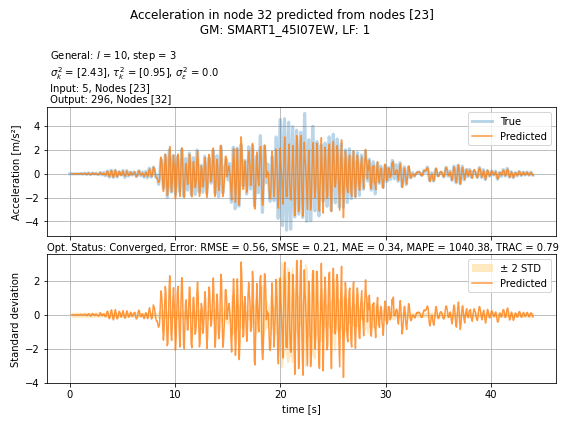 Acceleration in node 32 predicted from nodes [23]
GM: SMART1_45I07EW, LF: 1
General: l = 10, step = 3
σ²ₖ = [2.43], τ²ₖ = [0.95], σ²ε = 0.0
Input: 5, Nodes [23]
Output: 296, Nodes [32]
Acceleration [m/s²]
4
2
0
−2
−4
True
Predicted
Opt. Status: Converged, Error: RMSE = 0.56, SMSE = 0.21, MAE = 0.34, MAPE = 1040.38, TRAC = 0.79
Standard deviation
2
0
−2
−4
± 2 STD
Predicted
0
10
20
30
40
time [s]